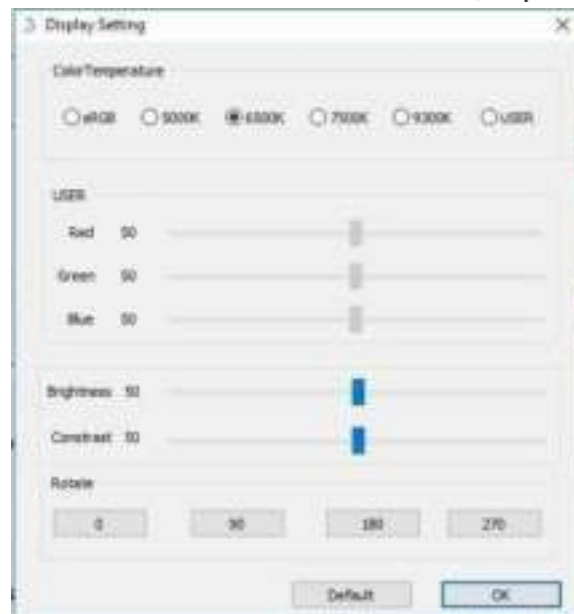 Display Setting
ColorTemperature
sRGB 5000K 6500K 7500K 9300K USER
USER
Red 50
Green 50
Blue 50
Brightness 50
Constrast 50
Rotate
0 90 180 270
Default OK